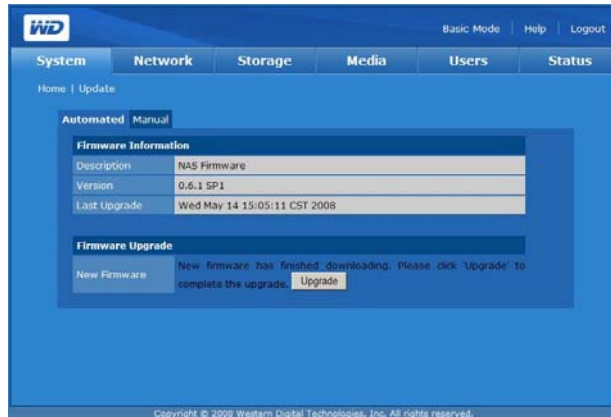 WD
Basic Mode | Help | Logout
System Network Storage Media Users Status
Home | Update
Automated Manual
Firmware Information
Description NAS Firmware
Version 0.6.1 SP1
Last Upgrade Wed May 14 15:05:11 CST 2008
Firmware Upgrade
New Firmware New firmware has finished downloading. Please click 'Upgrade' to
complete the upgrade. Upgrade
Copyright © 2008 Western Digital Technologies, Inc. All rights reserved.